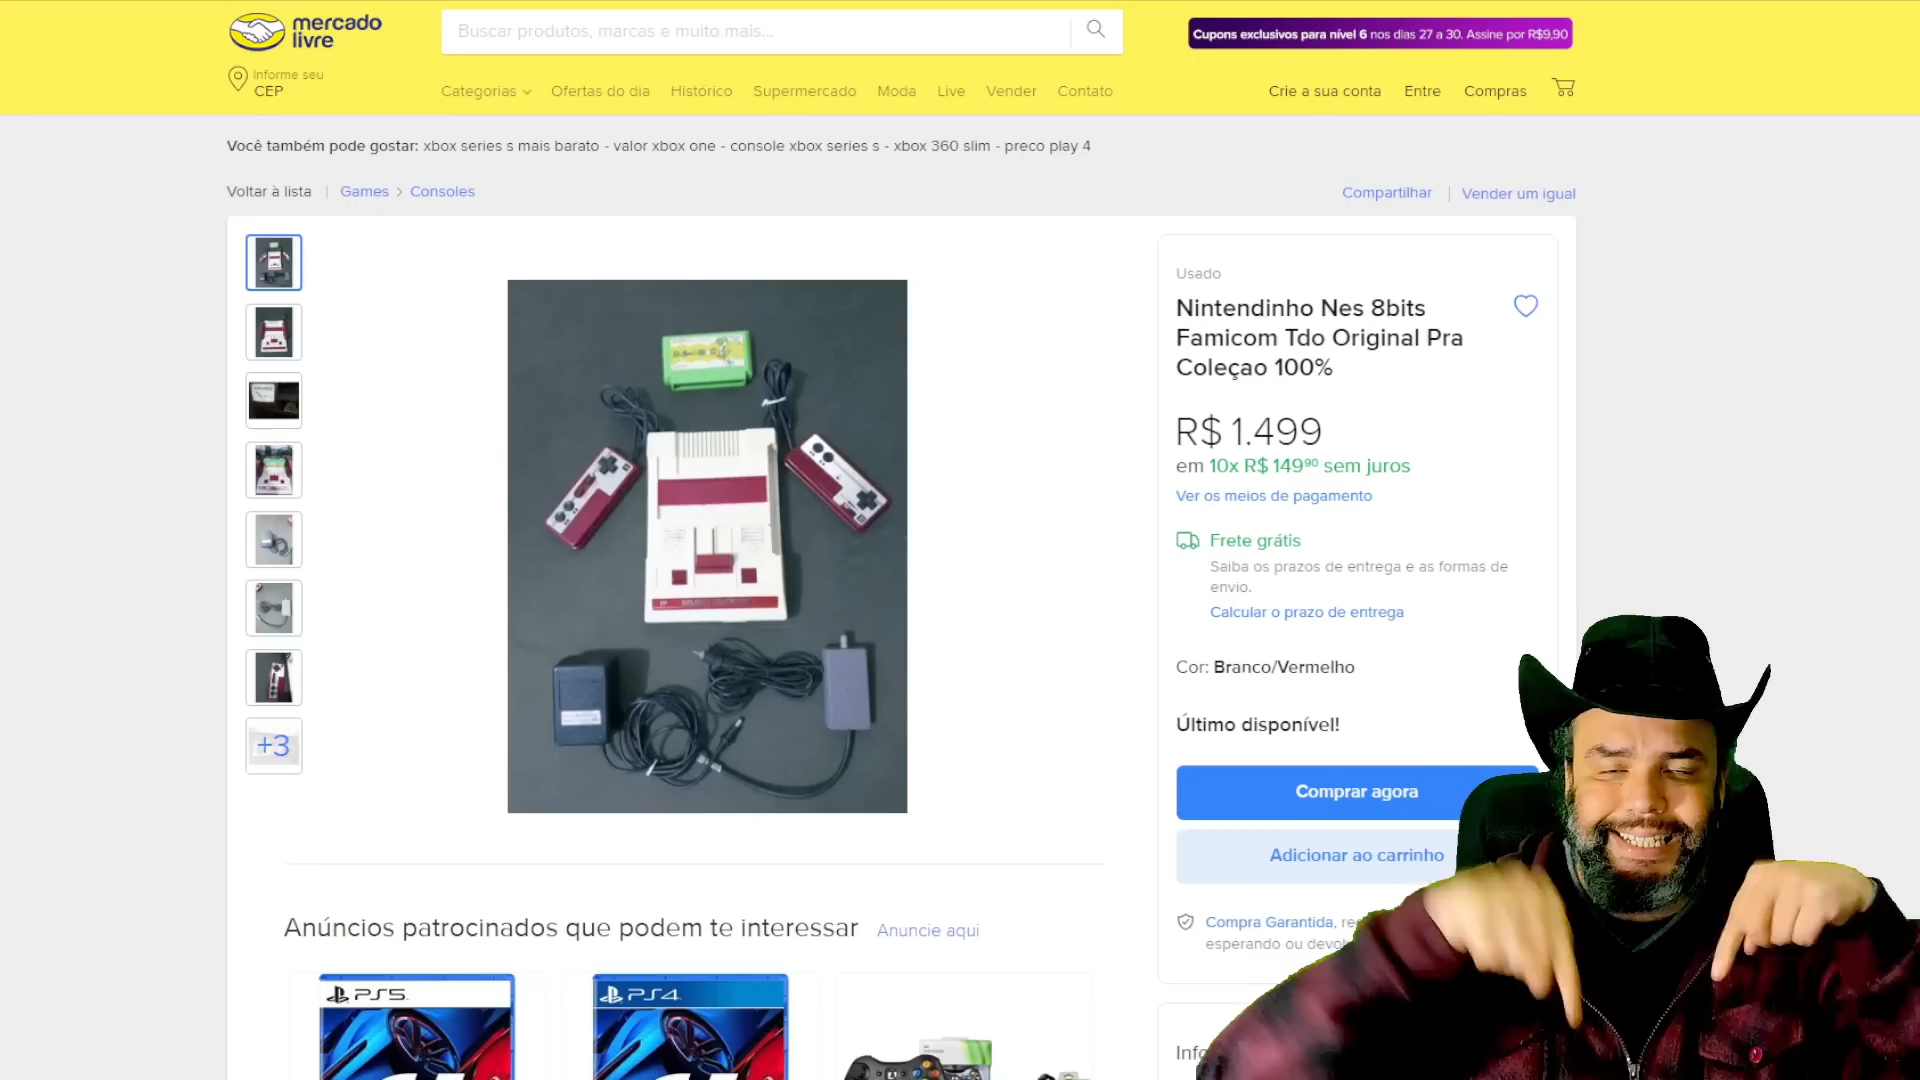 mercado
livre
Buscar produtos, marcas e muito mais...
Cupons exclusivos para nível 6 nos dias 27 a 30. Assine por R$9,90
Informe seu
CEP
Categorias
Ofertas do dia
Histórico
Supermercado
Moda
Live
Vender
Contato
Crie a sua conta
Entre
Compras
Você também pode gostar: xbox series s mais barato - valor xbox one - console xbox series s - xbox 360 slim - preco play 4
Voltar à lista
Games > Consoles
Compartilhar
Vender um igual
+3
Usado
Nintendinho Nes 8bits
Famicom Tdo Original Pra
Coleçao 100%
R$ 1.499
em 10x R$ 149⁹⁰ sem juros
Ver os meios de pagamento
Frete grátis
Saiba os prazos de entrega e as formas de
envio.
Calcular o prazo de entrega
Cor: Branco/Vermelho
Último disponível!
Comprar agora
Adicionar ao carrinho
Compra Garantida,
esperando ou
Anúncios patrocinados que podem te interessar
Anuncie aqui
PS5
PS4